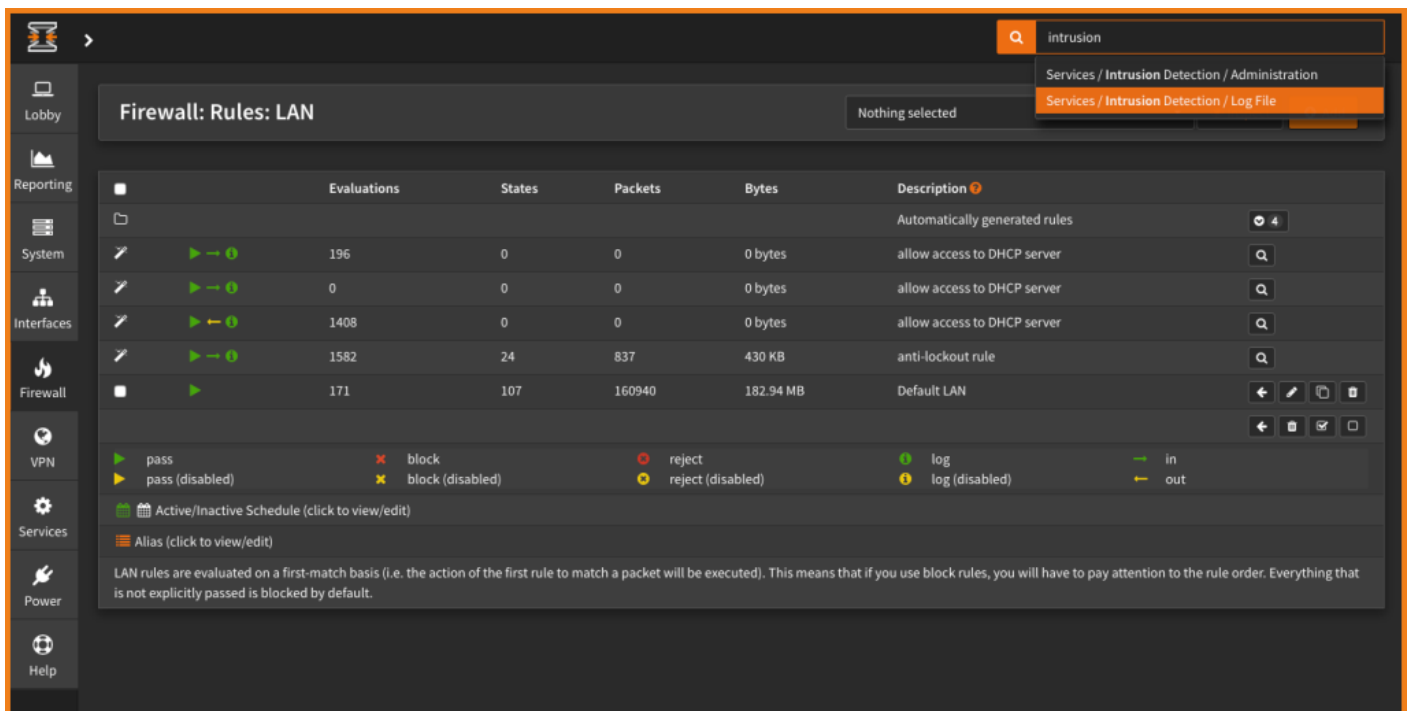 intrusion
Services / Intrusion Detection / Administration
Services / Intrusion Detection / Log File
Lobby
Reporting
System
Interfaces
Firewall
VPN
Services
Power
Help
Firewall: Rules: LAN
Nothing selected
Evaluations States Packets Bytes Description
Automatically generated rules 4
196 0 0 0 bytes allow access to DHCP server
0 0 0 0 bytes allow access to DHCP server
1408 0 0 0 bytes allow access to DHCP server
1582 24 837 430 KB anti-lockout rule
171 107 160940 182.94 MB Default LAN
pass block reject log in
pass (disabled) block (disabled) reject (disabled) log (disabled) out
Active/Inactive Schedule (click to view/edit)
Alias (click to view/edit)
LAN rules are evaluated on a first-match basis (i.e. the action of the first rule to match a packet will be executed). This means that if you use block rules, you will have to pay attention to the rule order. Everything that
is not explicitly passed is blocked by default.